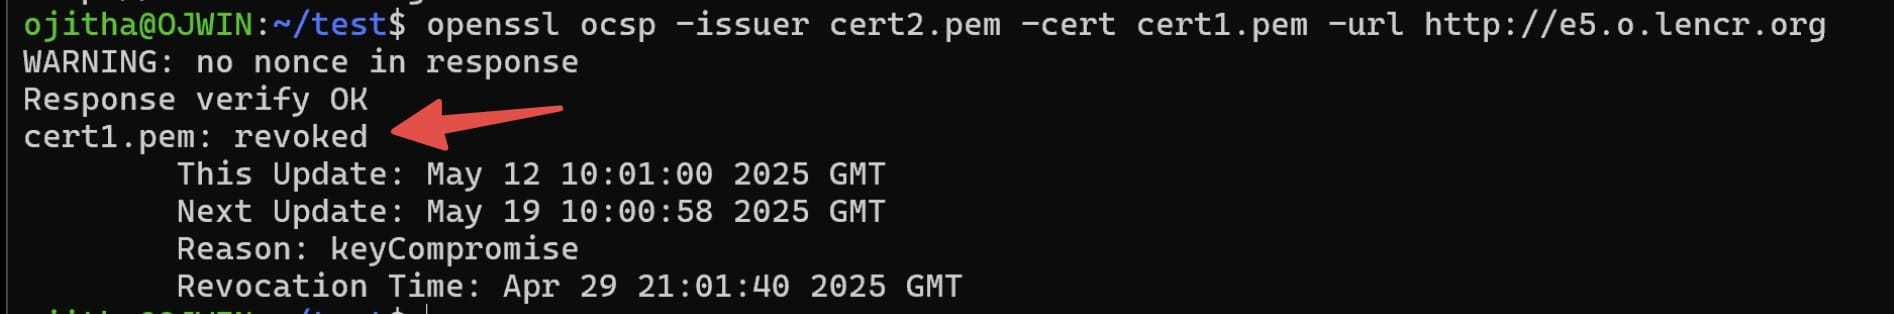 ojitha@OJWIN:~/test$ openssl ocsp -issuer cert2.pem -cert cert1.pem -url http://e5.o.lencr.org
WARNING: no nonce in response
Response verify OK
cert1.pem: revoked
This Update: May 12 10:01:00 2025 GMT
Next Update: May 19 10:00:58 2025 GMT
Reason: keyCompromise
Revocation Time: Apr 29 21:01:40 2025 GMT